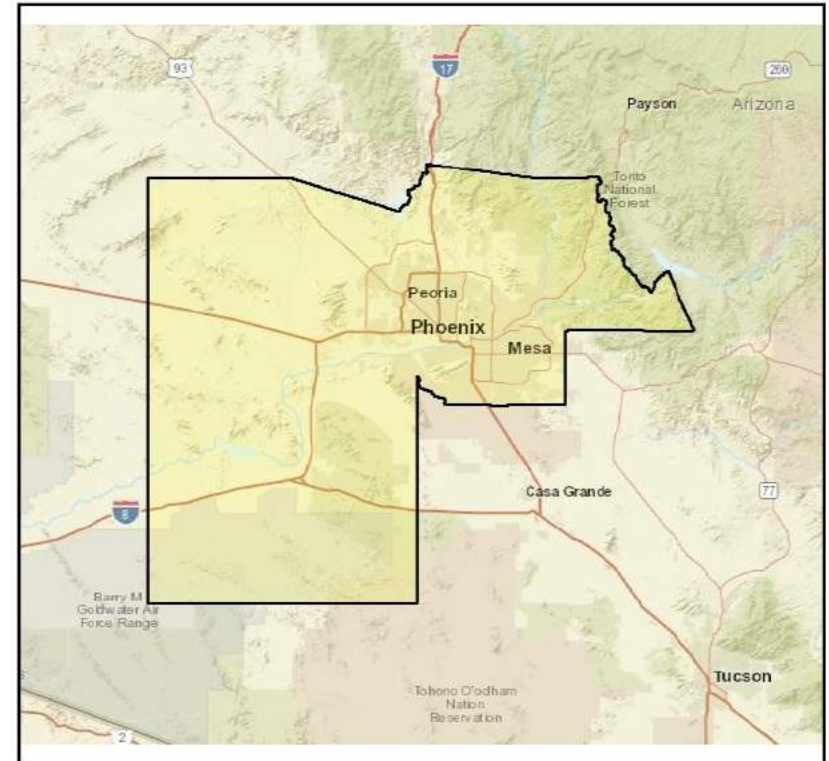 93
17
260
Payson
Arizona
Tonto
National
Forest
Peoria
Phoenix
Mesa
Casa Grande
77
8
Barry M
Goldwater Air
Force Range
Tucson
Tohono O'odham
Nation
Reservation
2